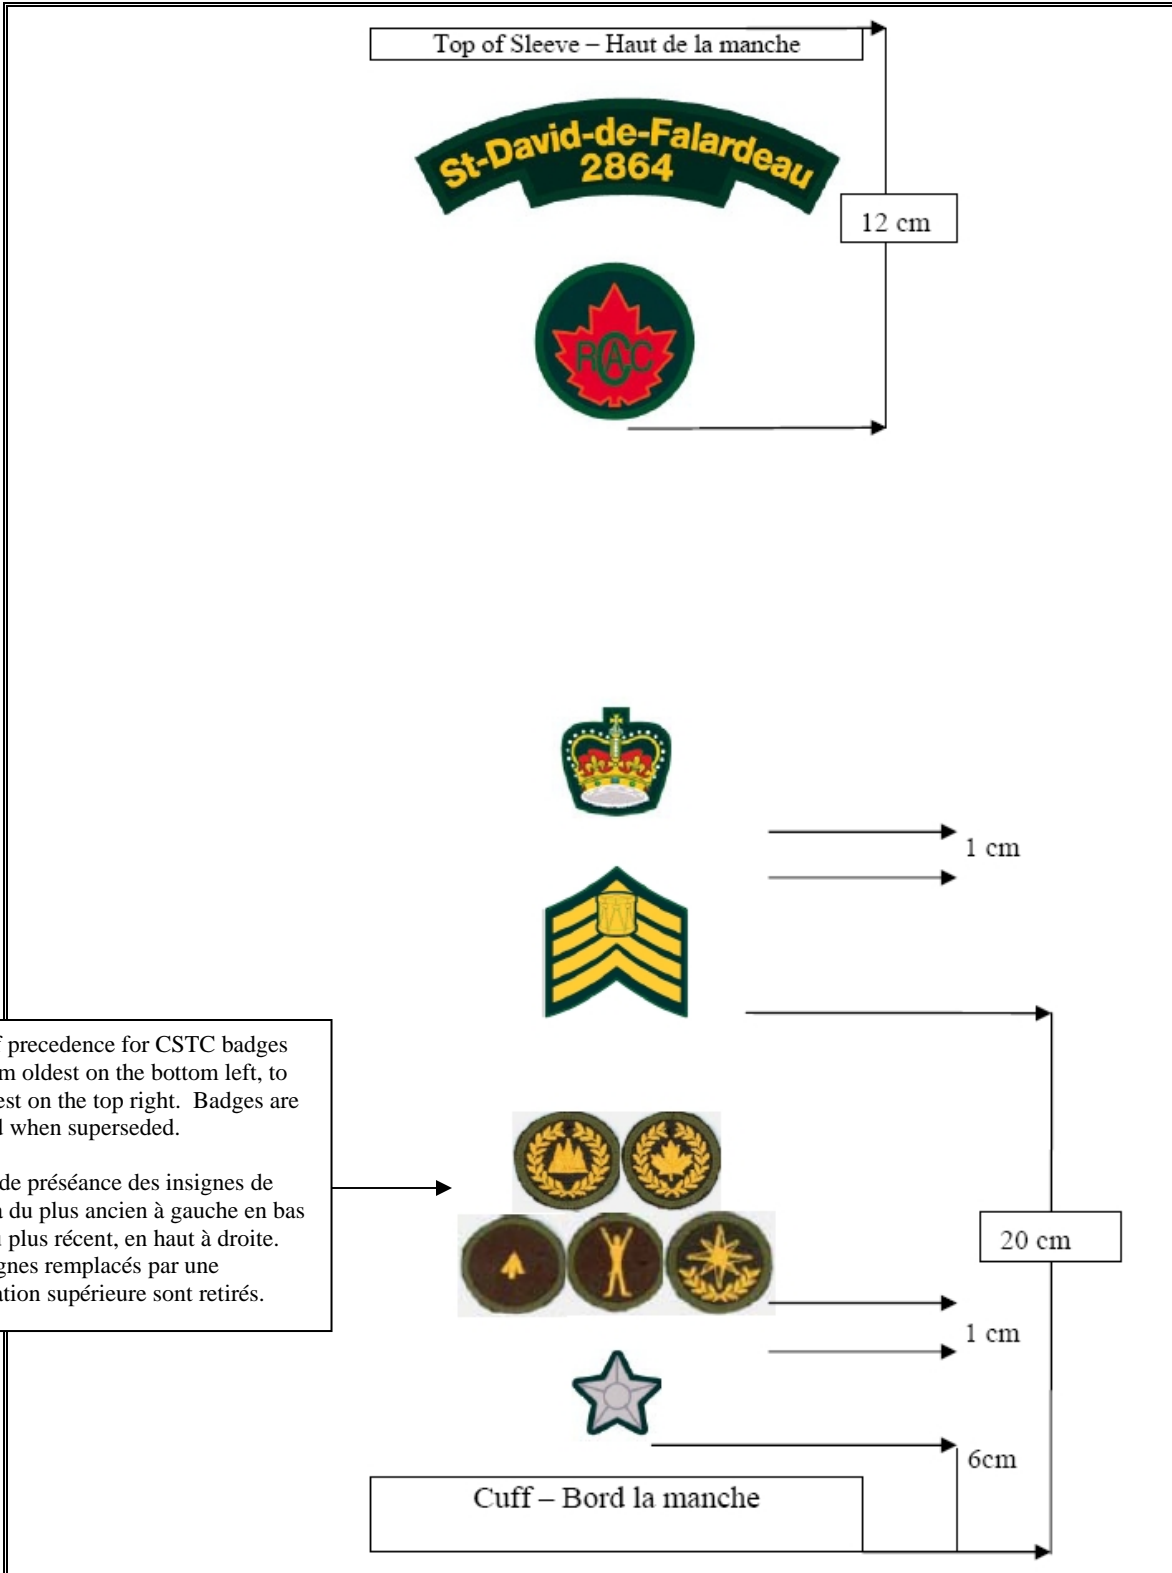 Top of Sleeve – Haut de la manche
St-David-de-Falardeau
2864
12 cm
RCAC
1 cm
precedence for CSTC badges
oldest on the bottom left, to
on the top right. Badges are
when superseded.
de préséance des insignes de
du plus ancien à gauche en bas
plus récent, en haut à droite.
remplacés par une
supérieure sont retirés.
20 cm
1 cm
6cm
Cuff – Bord la manche